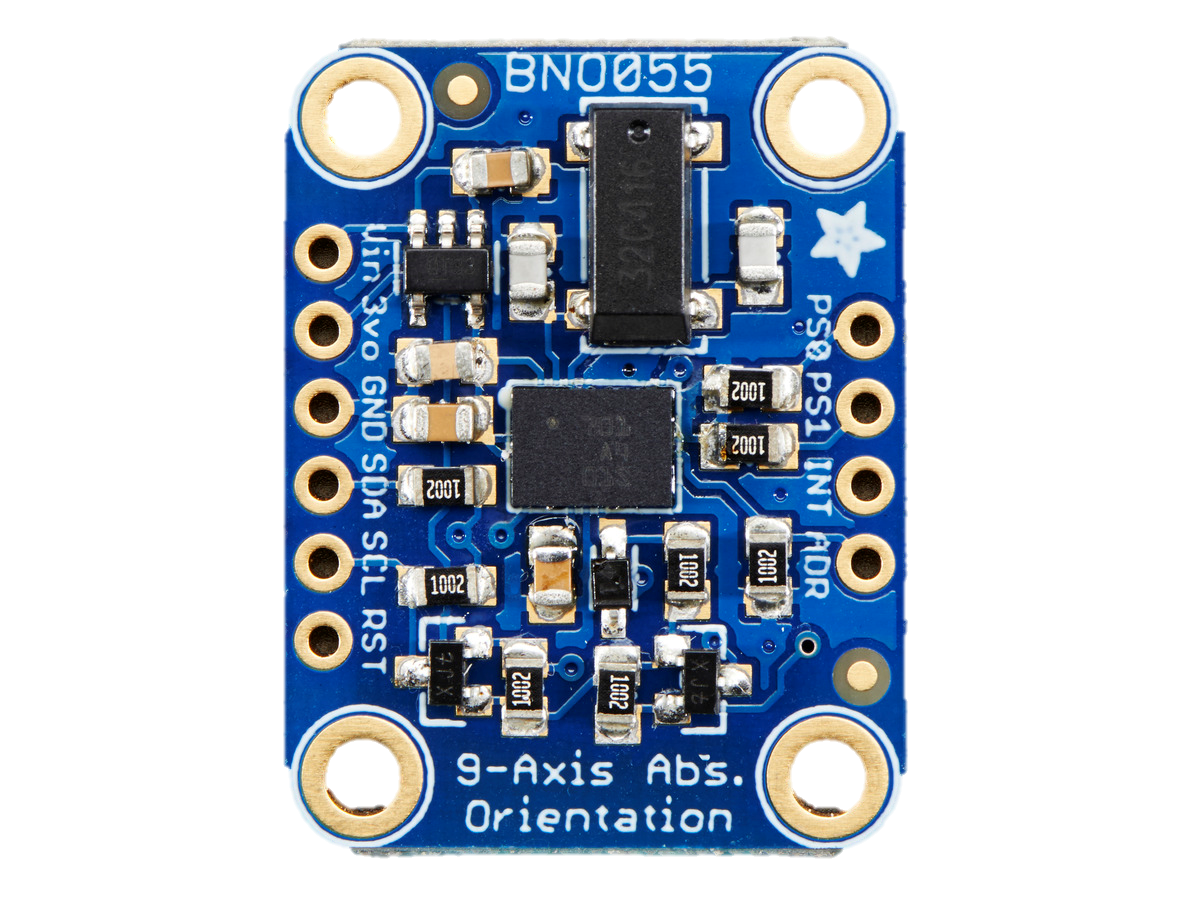 BNO055
32C4116
Vin
3vo
GND
SDA
SCL
RST
PS0
PS1
INT
ADR
1002
1002
1002
1002
1002
1002
1002
1002
9-Axis Abs.
Orientation